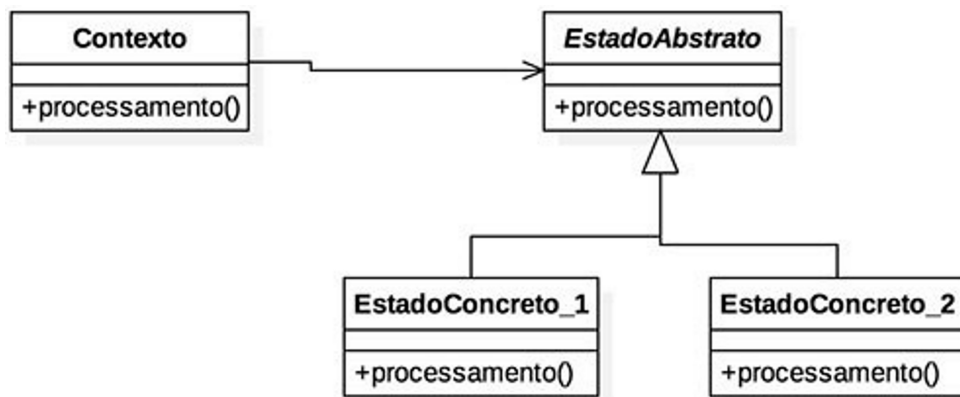 Contexto
+processamento()
EstadoAbstrato
+processamento()
EstadoConcreto_1
+processamento()
EstadoConcreto_2
+processamento()